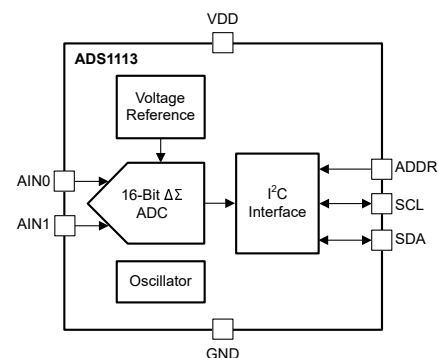 VDD
ADS1113
Voltage
Reference
AIN0
AIN1
16-Bit ΔΣ
ADC
I²C
Interface
ADDR
SCL
SDA
Oscillator
GND